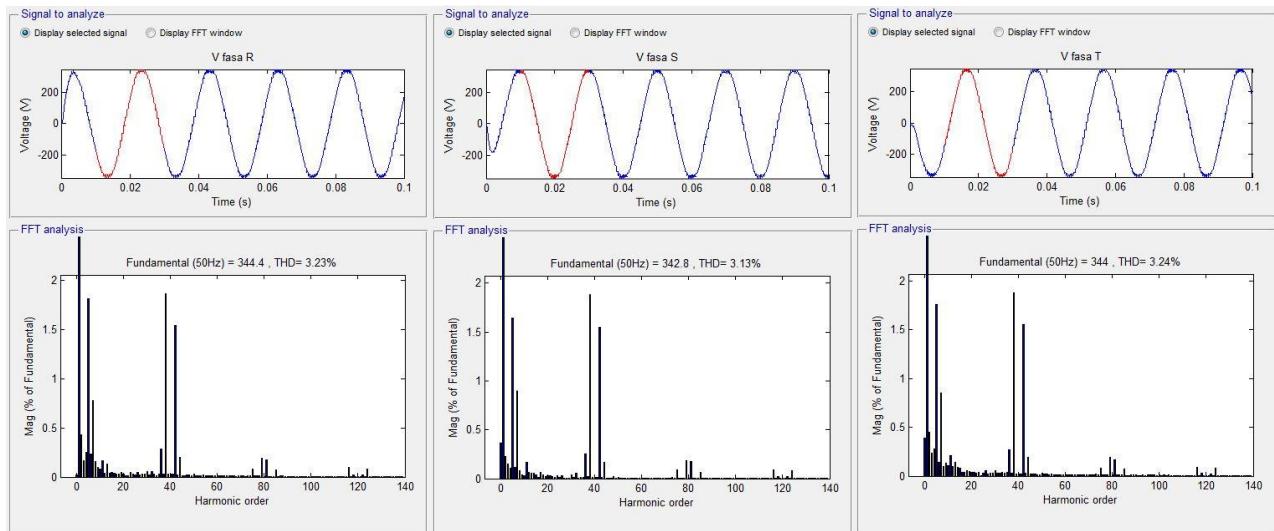 Signal to analyze
Display selected signal Display FFT window
V fasa R
Voltage (V)
200
0
-200
0 0.02 0.04 0.06 0.08 0.1
Time (s)
FFT analysis
Fundamental (50Hz) = 344.4 , THD= 3.23%
Mag (% of Fundamental)
2
1.5
1
0.5
0
0 20 40 60 80 100 120 140
Harmonic order
Signal to analyze
Display selected signal Display FFT window
V fasa S
Voltage (V)
200
0
-200
0 0.02 0.04 0.06 0.08 0.1
Time (s)
FFT analysis
Fundamental (50Hz) = 342.8 , THD= 3.13%
Mag (% of Fundamental)
2
1.5
1
0.5
0
0 20 40 60 80 100 120 140
Harmonic order
Signal to analyze
Display selected signal Display FFT window
V fasa T
Voltage (V)
200
0
-200
0 0.02 0.04 0.06 0.08 0.1
Time (s)
FFT analysis
Fundamental (50Hz) = 344 , THD= 3.24%
Mag (% of Fundamental)
2
1.5
1
0.5
0
0 20 40 60 80 100 120 140
Harmonic order